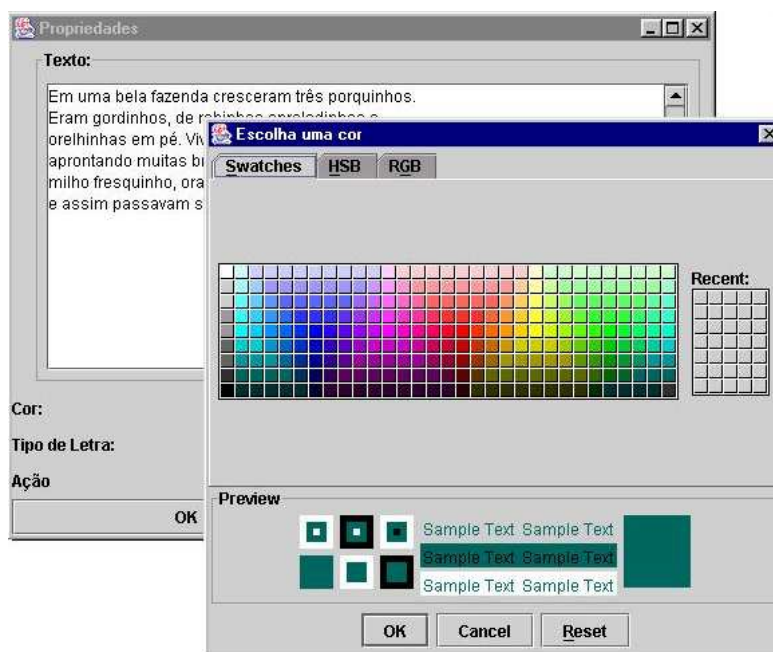 Propriedades
Texto:
Em uma bela fazenda cresceram três porquinhos.
Eram gordinhos, de
orelhinhas em pé. Viv
aprontando muitas b
milho fresquinho, ora
e assim passavam s
Cor:
Tipo de Letra:
Ação
OK
Escolha uma cor
Swatches HSB RGB
Recent:
Preview
Sample Text Sample Text
Sample Text Sample Text
Sample Text Sample Text
OK Cancel Reset